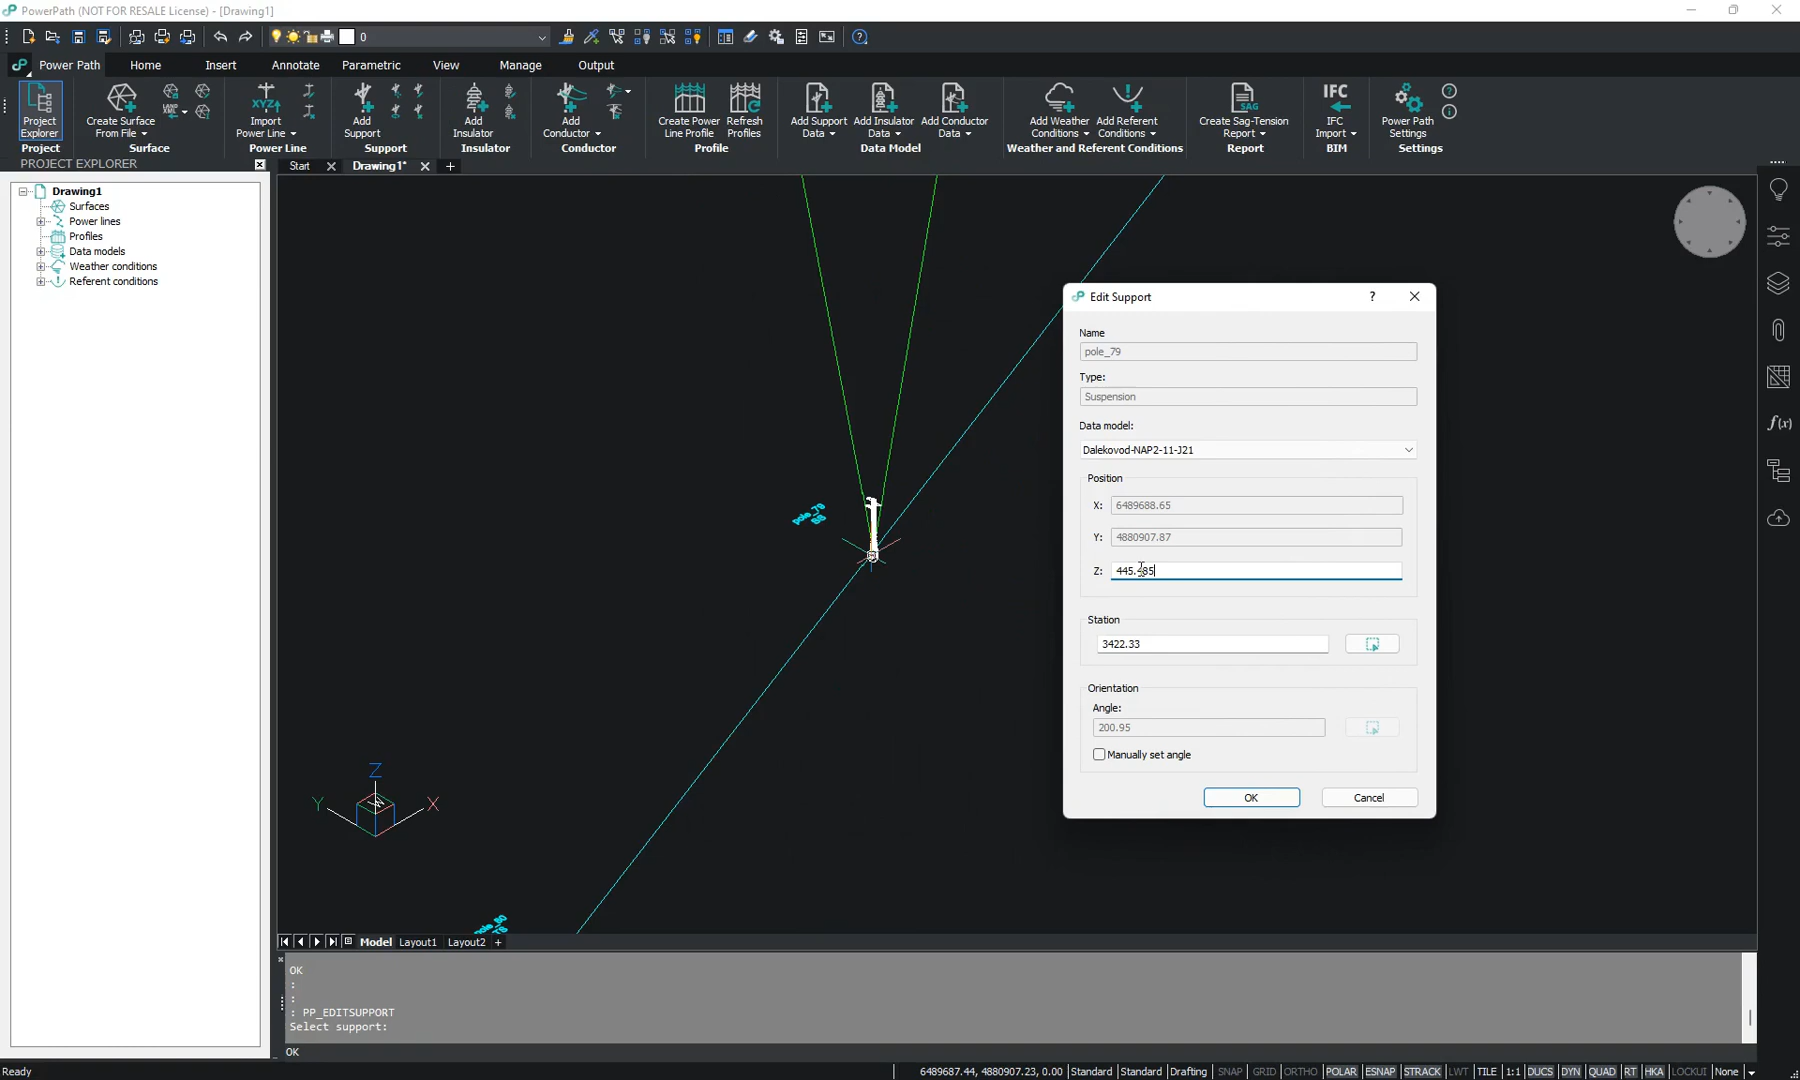 PowerPath (NOT FOR RESALE License) - [Drawing1]
0
Power Path Home Insert Annotate Parametric View Manage Output
Project Explorer
Create Surface From File
Import Power Line
Add Support
Add Insulator
Add Conductor
Create Power Line Profile
Refresh Profiles
Add Support Data
Add Insulator Data
Add Conductor Data
Add Weather Conditions
Add Referent Conditions
SAG
Create Sag-Tension Report
IFC
IFC Import
Power Path Settings
XYZ
LAND XML
Project Surface Power Line Support Insulator Conductor Profile Data Model Weather and Referent Conditions Report BIM Settings
PROJECT EXPLORER
Start Drawing1*
Drawing1
Surfaces
Power lines
Profiles
Data models
Weather conditions
Referent conditions
Edit Support
Name
pole_79
Type:
Suspension
Data model:
Dalekovod-NAP2-11-J21
Position
X: 6489688.65
Y: 4880907.87
Z: 445.485
Station
3422.33
Orientation
Angle:
200.95
Manually set angle
OK Cancel
Z
Y
X
W
f(x)
Model Layout1 Layout2 +
OK
:
:
: PP_EDITSUPPORT
Select support:
OK
Ready
6489687.44, 4880907.23, 0.00 Standard Standard Drafting SNAP GRID ORTHO POLAR ESNAP STRACK LWT TILE 1:1 DUCS DYN QUAD RT HKA LOCKUI None